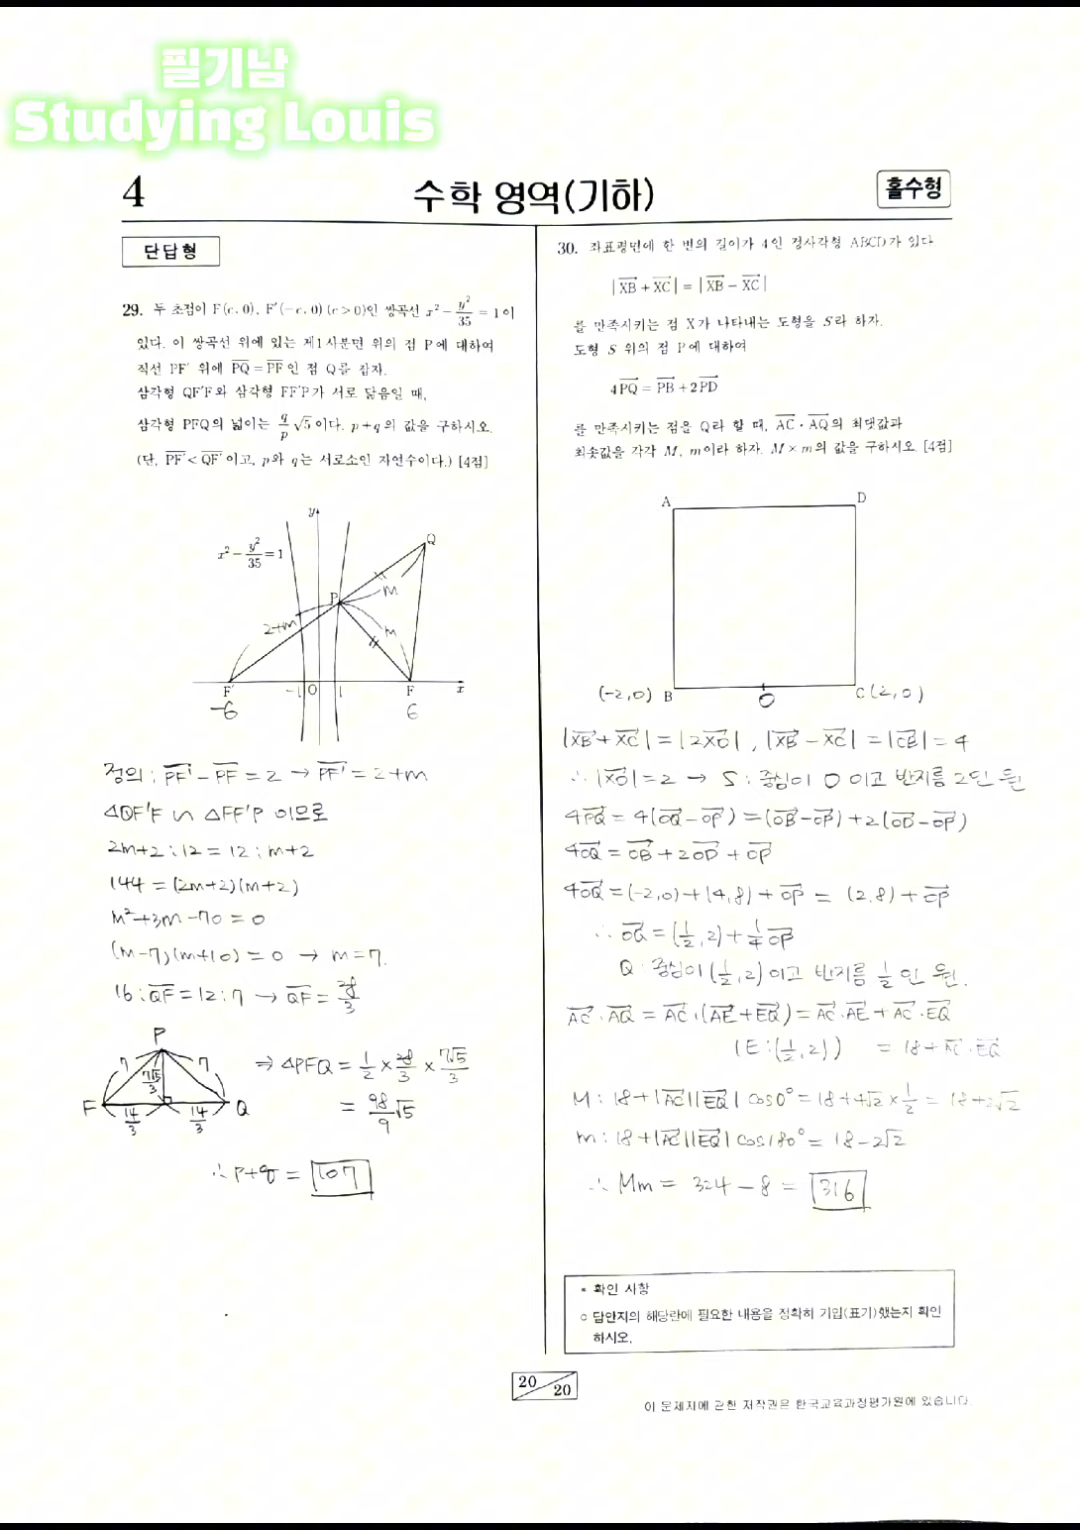 필기남
Studying Louis
4
수학 영역(기하)
홀수형
단답형
29. 두 초점이 F(c, 0), F′(−c, 0) (c>0)인 쌍곡선 x² − y²/35 = 1이
있다. 이 쌍곡선 위에 있는 제1사분면 위의 점 P에 대하여
직선 PF′ 위에 PQ = PF인 점 Q를 잡자.
삼각형 QF′F와 삼각형 FF′P가 서로 닮음일 때,
삼각형 PFQ의 넓이는 q/p √5이다. p+q의 값을 구하시오.
(단, PF′ < QF′이고, p와 q는 서로소인 자연수이다.) [4점]
y
x² − y²/35 = 1
Q
m
P
2+m
m
F′ −1 O 1 F x
−6 6
정의 : PF′ − PF = 2 → PF′ = 2+m
△QF′F ∽ △FF′P 이므로
2m+2 : 12 = 12 : m+2
144 = (2m+2)(m+2)
m²+3m−70 = 0
(m−7)(m+10) = 0 → m=7.
16 : QF = 12 : 7 → QF = 28/3
P
7 7√5/3 7
F 14/3 14/3 Q
⇒ △PFQ = 1/2 × 28/3 × 7√5/3
= 98/9 √5
∴ p+q = 107
30. 좌표평면에 한 변의 길이가 4인 정사각형 ABCD가 있다.
|XB + XC| = |XB − XC|
를 만족시키는 점 X가 나타내는 도형을 S라 하자.
도형 S 위의 점 P에 대하여
4PQ = PB + 2PD
를 만족시키는 점을 Q라 할 때, AC · AQ의 최댓값과
최솟값을 각각 M, m이라 하자. M×m의 값을 구하시오. [4점]
A D
(−2,0) B O C (2,0)
|XB + XC| = |2XO|, |XB − XC| = |CB| = 4
∴ |XO| = 2 → S : 중심이 O 이고 반지름 2인 원
4PQ = 4(OQ − OP) = (OB − OP) + 2(OD − OP)
4OQ = OB + 2OD + OP
4OQ = (−2,0) + (4,8) + OP = (2,8) + OP
∴ OQ = (1/2, 2) + 1/4 OP
Q : 중심이 (1/2, 2) 이고 반지름 1/2 인 원.
AC · AQ = AC · (AE + EQ) = AC · AE + AC · EQ
(E : (1/2, 2)) = 18 + AC · EQ
M : 18 + |AC||EQ| cos0° = 18 + 4√2 × 1/2 = 18 + 2√2
m : 18 + |AC||EQ| cos180° = 18 − 2√2
∴ Mm = 324 − 8 = 316
* 확인 사항
○ 답안지의 해당란에 필요한 내용을 정확히 기입(표기)했는지 확인
하시오.
20 20
이 문제지에 관한 저작권은 한국교육과정평가원에 있습니다.